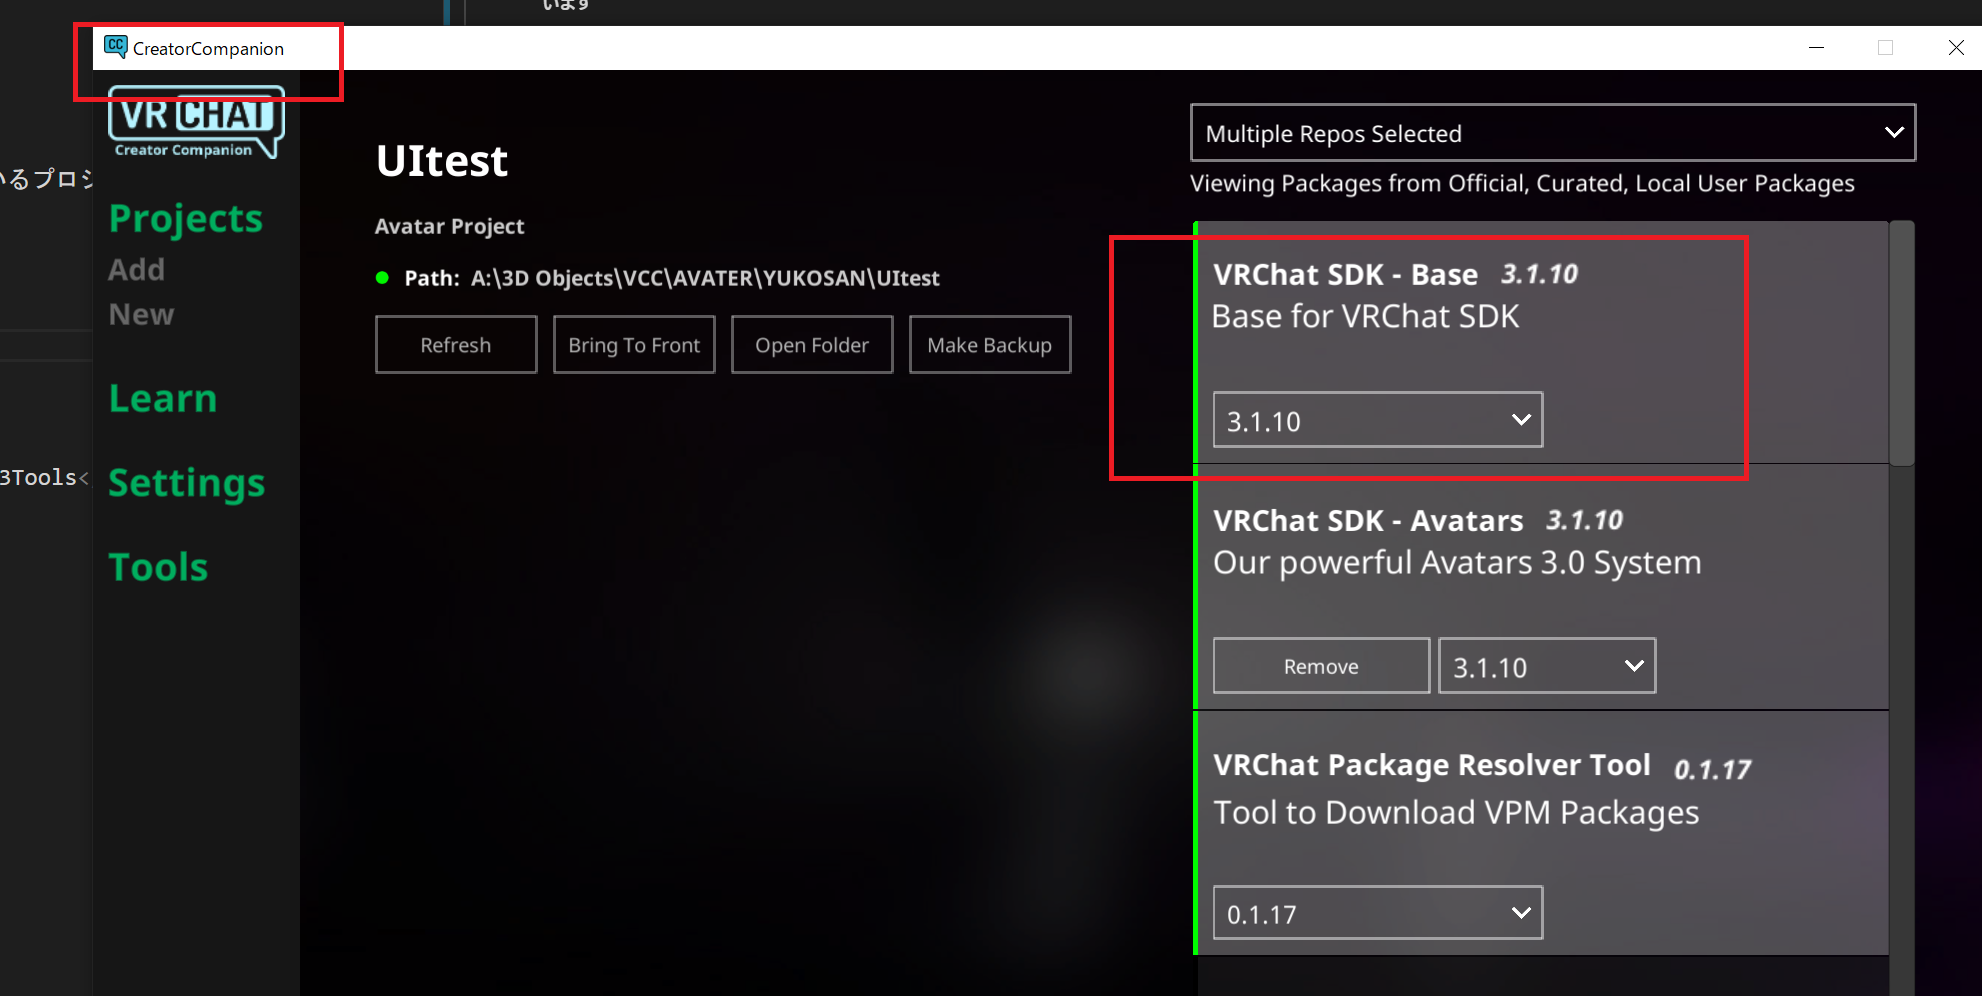 います
CreatorCompanion
VRCHAT
Creator Companion
いるプロジ
Projects
Add
New
Learn
3Tools<
Settings
Tools
UItest
Avatar Project
Path: A:\3D Objects\VCC\AVATER\YUKOSAN\UItest
Refresh
Bring To Front
Open Folder
Make Backup
Multiple Repos Selected
Viewing Packages from Official, Curated, Local User Packages
VRChat SDK - Base 3.1.10
Base for VRChat SDK
3.1.10
VRChat SDK - Avatars 3.1.10
Our powerful Avatars 3.0 System
Remove
3.1.10
VRChat Package Resolver Tool 0.1.17
Tool to Download VPM Packages
0.1.17